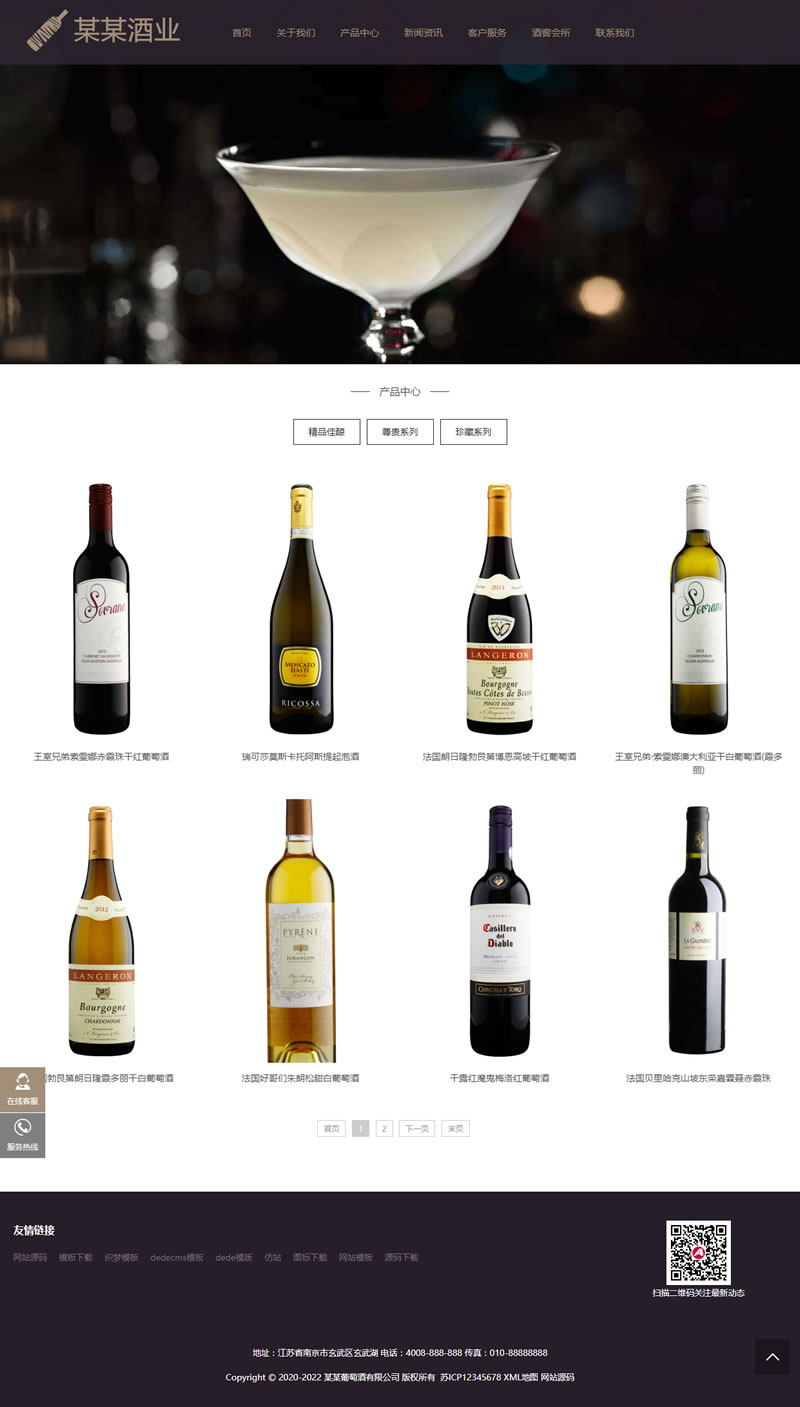 某某酒业
首页 关于我们 产品中心 新闻资讯 客户服务 酒窖会所 联系我们
产品中心
精品佳酿 尊贵系列 珍藏系列
Sovrano
2013
CABERNET SAUVIGNON
SOUTH EASTERN AUSTRALIA
MOSCATO
D'ASTI
RICOSSA
2011
LANGERON
Bourgogne
Hautes Côtes de Beaune
PINOT NOIR
Sovrano
2013
CHARDONNAY
SOUTH AUSTRALIA
王室兄弟索雯娜赤霞珠干红葡萄酒
瑞可莎莫斯卡托阿斯提起泡酒
法国朗日隆勃艮第博恩高坡干红葡萄酒
王室兄弟·索雯娜澳大利亚干白葡萄酒(霞多
丽)
2012
LANGERON
Bourgogne
CHARDONNAY
PYRÈNE
JURANÇON
Casillero
del
Diablo
MERLOT
CONCHA Y TORO
LA GALINIERE
勃艮第朗日隆霞多丽干白葡萄酒
法国好哥们朱朗松甜白葡萄酒
干露红魔鬼梅洛红葡萄酒
法国贝里哈克山坡东荣嘉霖聂赤霞珠
在线客服
服务热线
首页 1 2 下一页 末页
友情链接
网站源码 模板下载 织梦模板 dedecms模板 dede模版 仿站 图标下载 网站模板 源码下载
扫描二维码关注最新动态
地址：江苏省南京市玄武区玄武湖 电话：4008-888-888 传真：010-88888888
Copyright © 2020-2022 某某葡萄酒有限公司 版权所有 苏ICP12345678 XML地图 网站源码